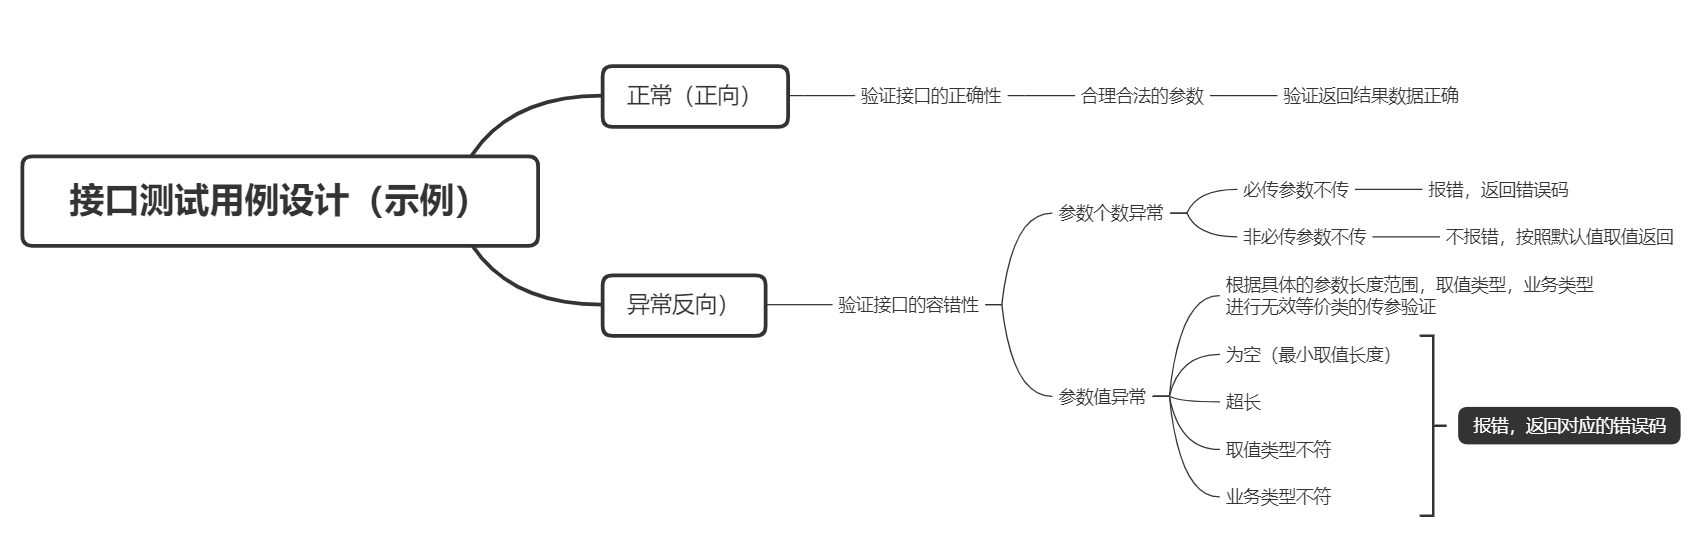 接口测试用例设计（示例）
正常（正向）
验证接口的正确性
合理合法的参数
验证返回结果数据正确
异常反向）
验证接口的容错性
参数个数异常
必传参数不传
报错，返回错误码
非必传参数不传
不报错，按照默认值取值返回
参数值异常
根据具体的参数长度范围，取值类型，业务类型
进行无效等价类的传参验证
为空（最小取值长度）
超长
取值类型不符
业务类型不符
报错，返回对应的错误码